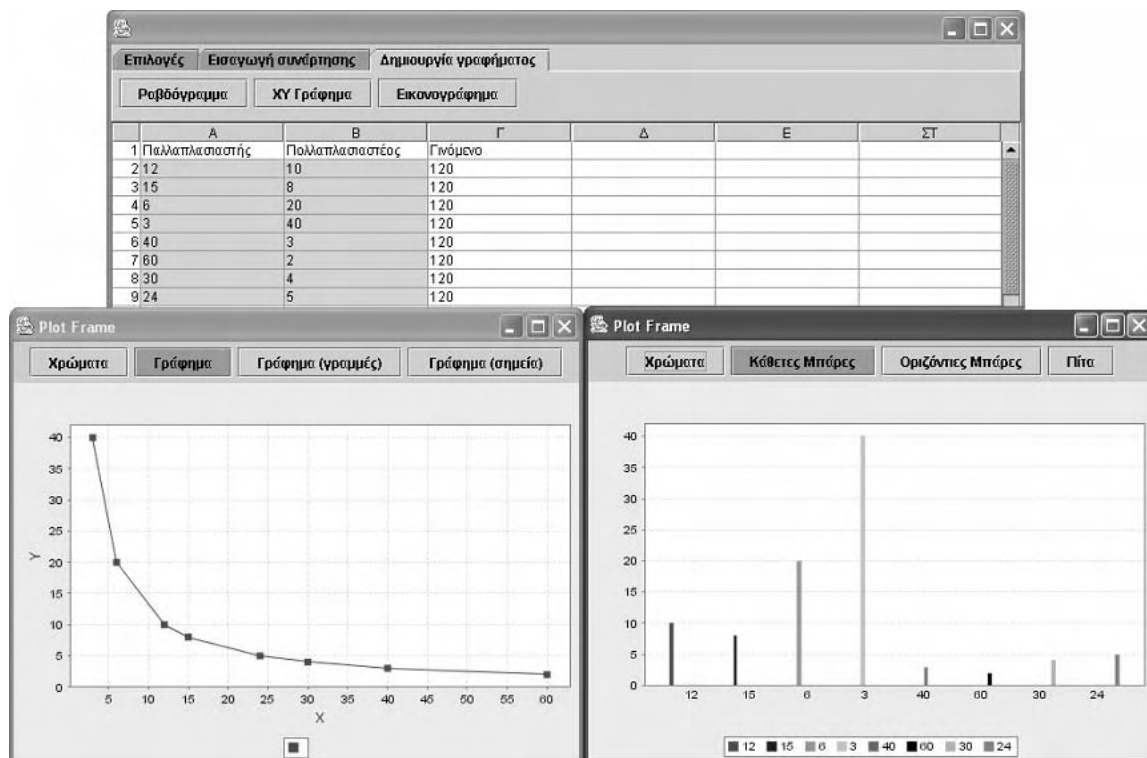 Επιλογές Εισαγωγή συνάρτησης Δημιουργία γραφήματος
Ραβδόγραμμα XY Γράφημα Εικονογράφημα
A B Γ Δ E ΣΤ
1 Παλλαπλασιαστής Πολλαπλασιαστέος Γινόμενο
2 12 10 120
3 15 8 120
4 6 20 120
5 3 40 120
6 40 3 120
7 60 2 120
8 30 4 120
9 24 5 120
Plot Frame
Χρώματα Γράφημα Γράφημα (γραμμές) Γράφημα (σημεία)
40
35
30
25
20
15
10
5
0
Y
5 10 15 20 25 30 35 40 45 50 55 60
X
Plot Frame
Χρώματα Κάθετες Μπάρες Οριζόντιες Μπάρες Πίτα
40
35
30
25
20
15
10
5
0
12 15 6 3 40 60 30 24
12 15 6 3 40 60 30 24